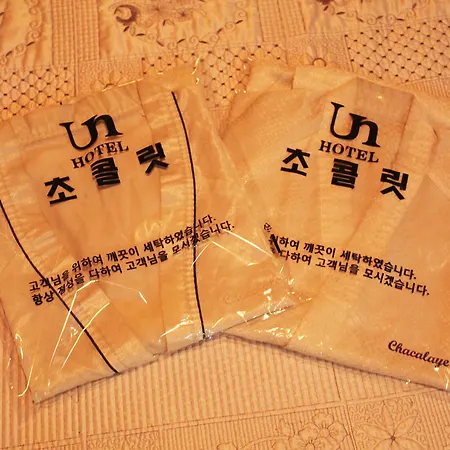 Un
HOTEL
초콜릿
고객님을 위하여 깨끗이 세탁하였습니다.
항상 정성을 다하여 고객님을 모시겠습니다.
Un
HOTEL
초콜릿
위하여 깨끗이 세탁하였습니다.
다하여 고객님을 모시겠습니다.
Chacalaye